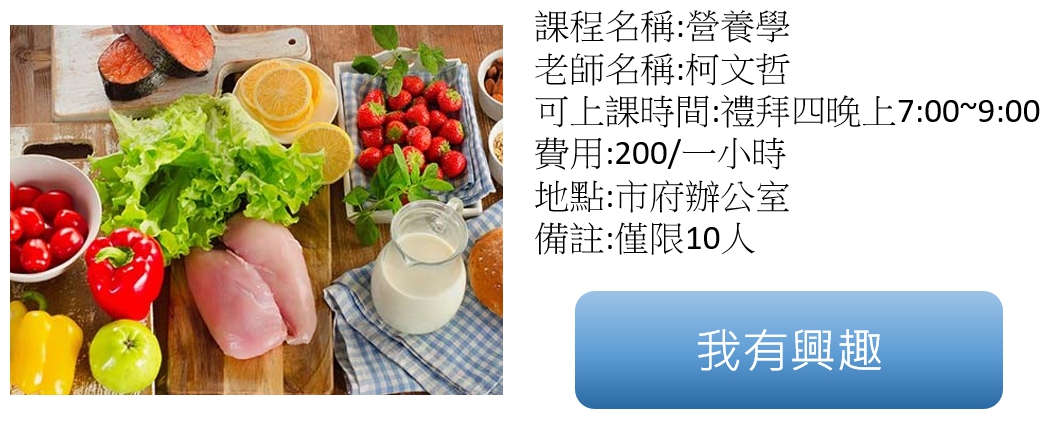 課程名稱:營養學
老師名稱:柯文哲
可上課時間:禮拜四晚上7:00~9:00
費用:200/一小時
地點:市府辦公室
備註:僅限10人
我有興趣